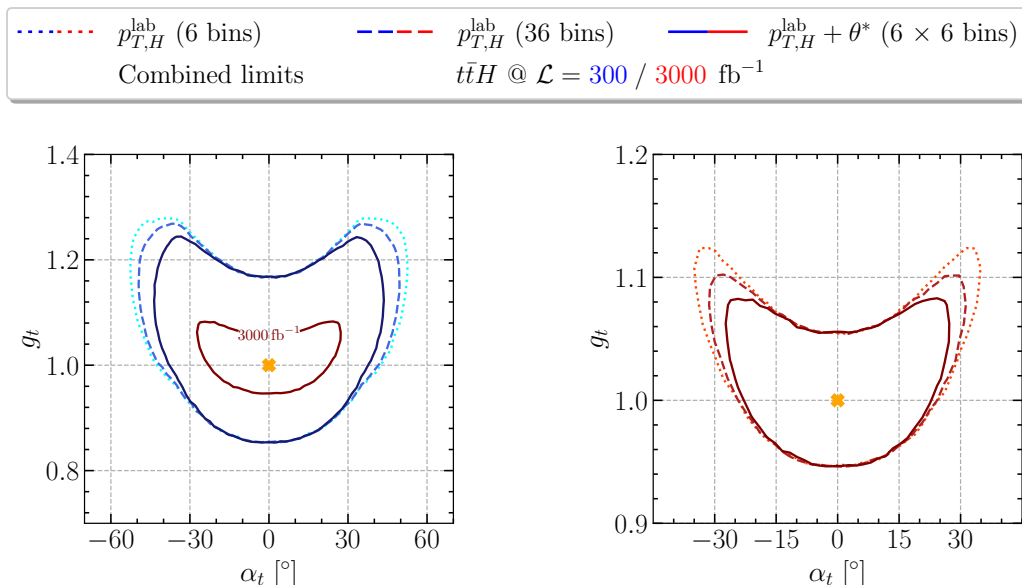 p_{T,H}^{lab} (6 bins) p_{T,H}^{lab} (36 bins) p_{T,H}^{lab} + θ* (6 × 6 bins)
Combined limits tt̄H @ ℒ = 300 / 3000 fb⁻¹
1.4
1.2
1.0
0.8
g_t
3000 fb⁻¹
−60 −30 0 30 60
α_t [°]
1.2
1.1
1.0
0.9
g_t
−30 −15 0 15 30
α_t [°]